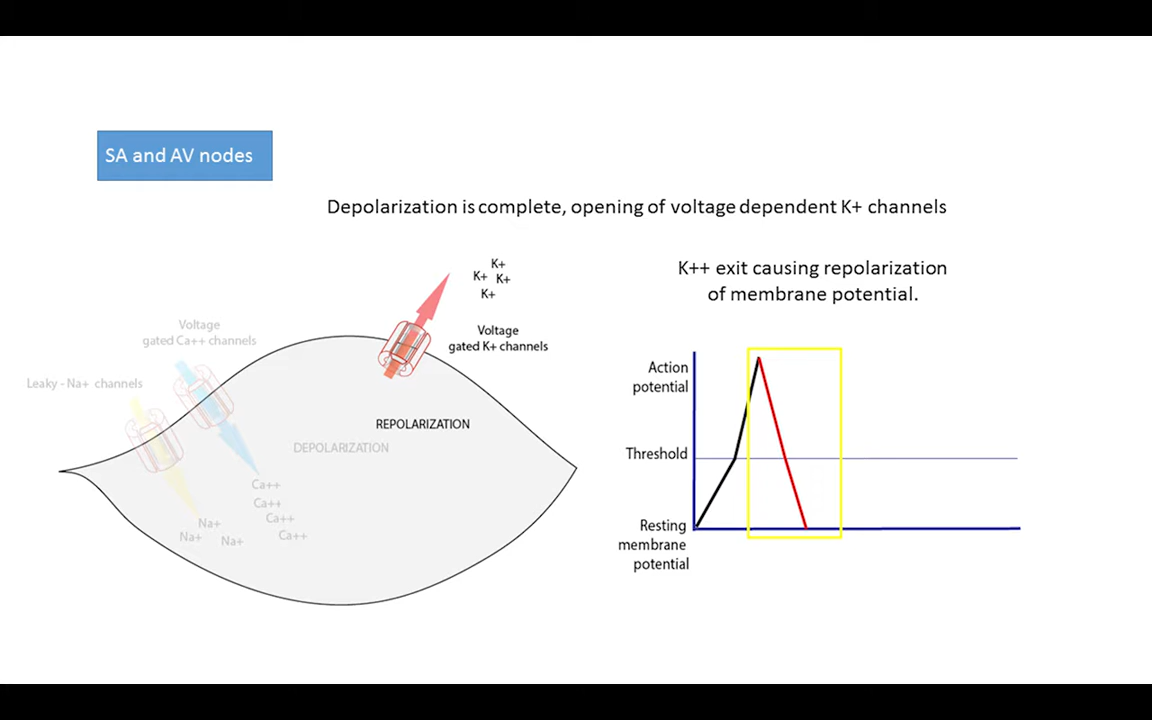 SA and AV nodes
Depolarization is complete, opening of voltage dependent K+ channels
K++ exit causing repolarization
of membrane potential.
K+
K+ K+
K+
Voltage
gated K+ channels
Voltage
gated Ca++ channels
Leaky - Na+ channels
REPOLARIZATION
DEPOLARIZATION
Ca++
Ca++
Ca++
Ca++
Na+
Na+ Na+
Action
potential
Threshold
Resting
membrane
potential